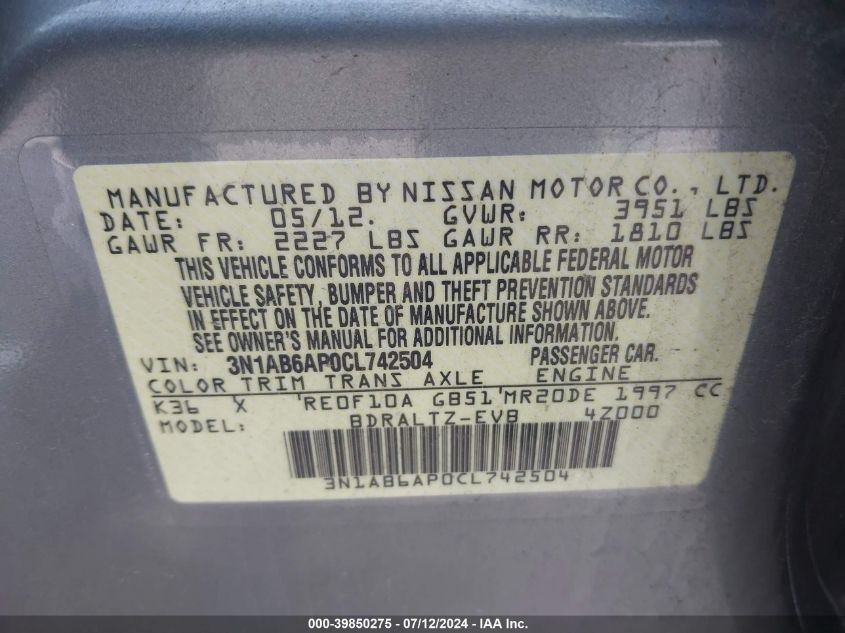 MANUFACTURED BY NISSAN MOTOR CO., LTD.
DATE: 05/12. GVWR: 3951 LBS
GAWR FR: 2227 LBS GAWR RR: 1810 LBS
THIS VEHICLE CONFORMS TO ALL APPLICABLE FEDERAL MOTOR
VEHICLE SAFETY, BUMPER AND THEFT PREVENTION STANDARDS
IN EFFECT ON THE DATE OF MANUFACTURE SHOWN ABOVE.
SEE OWNER'S MANUAL FOR ADDITIONAL INFORMATION.
VIN: 3N1AB6AP0CL742504 PASSENGER CAR.
COLOR TRIM TRANS AXLE ENGINE
K36 X RE0F10A GB51 MR20DE 1997 CC
MODEL: BDRALTZ-EVB 4Z000
3N1AB6AP0CL742504
000-39850275 - 07/12/2024 - IAA Inc.